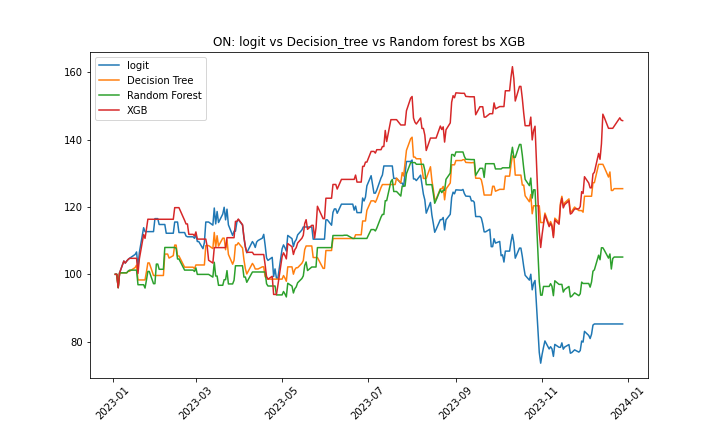 ON: logit vs Decision_tree vs Random forest bs XGB
logit
Decision Tree
Random Forest
XGB
160
140
120
100
80
2023-01
2023-03
2023-05
2023-07
2023-09
2023-11
2024-01